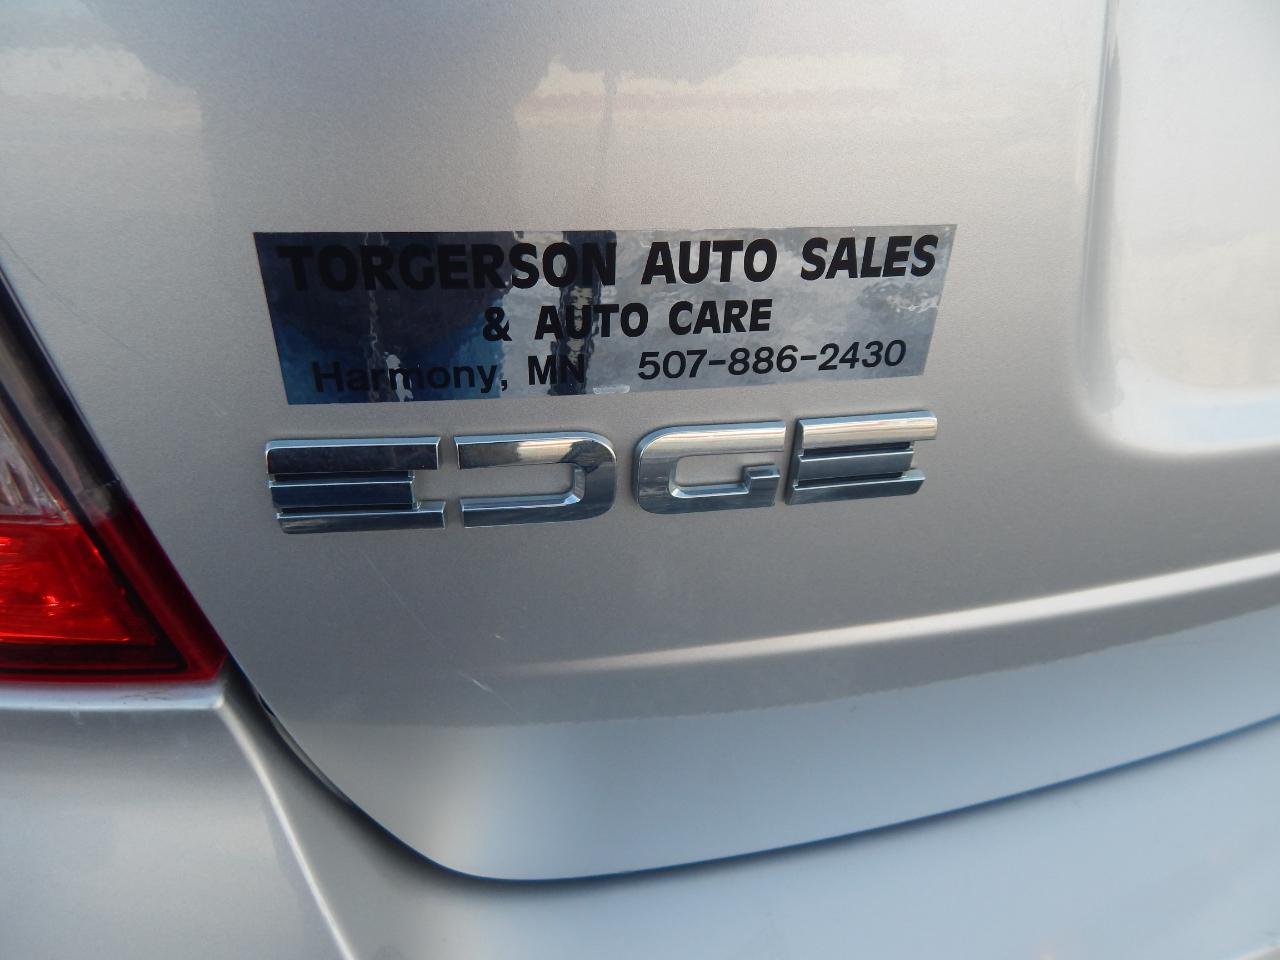 TORGERSON AUTO SALES
& AUTO CARE
Harmony, MN 507-886-2430
EDGE